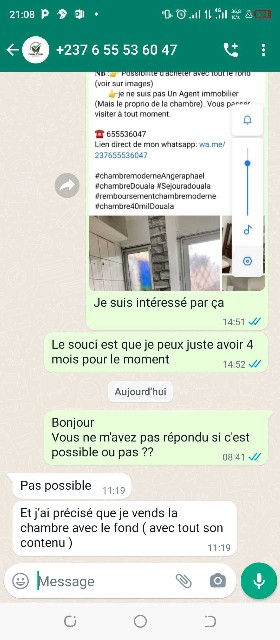 21:08
+237 6 55 53 60 47
NB : 👉 Possibilité d'acheter avec tout le fond
(voir sur images)
👉je ne suis pas Un Agent immobilier
(Mais le proprio de la chambre). Vous
visiter à tout moment.
☎️ 655536047
Lien direct de mon whatsapp: wa.me/
237655536047
#chambremoderneAngeraphael
#chambreDouala #Sejouradouala
#remboursementchambremoderne
#chambre40milDouala
Je suis intéressé par ça
14:51
Le souci est que je peux juste avoir 4
mois pour le moment
14:52
Aujourd'hui
Bonjour
Vous ne m'avez pas répondu si c'est
possible ou pas ??
08:41
Pas possible
11:19
Et j'ai précisé que je vends la
chambre avec le fond ( avec tout son
contenu )
11:19
Message